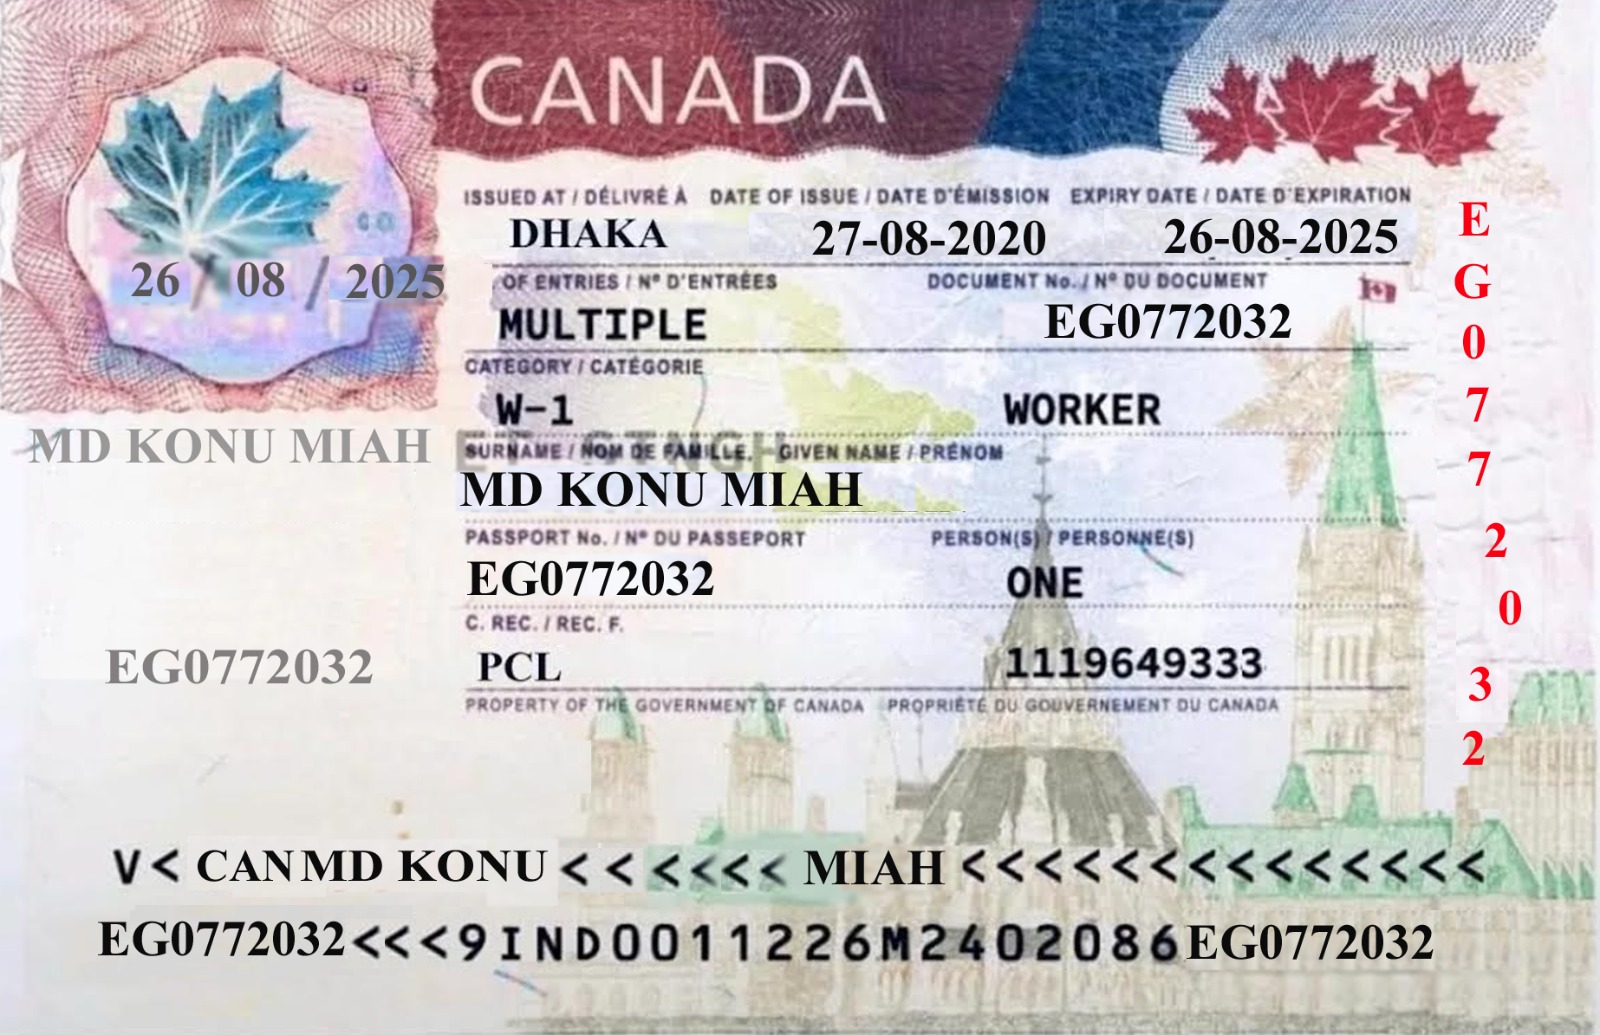 CANADA
ISSUED AT / DÉLIVRÉ À DATE OF ISSUE / DATE D'ÉMISSION EXPIRY DATE / DATE D'EXPIRATION
DHAKA 27-08-2020 26-08-2025
26 / 08 / 2025
OF ENTRIES / Nº D'ENTRÉES DOCUMENT No. / Nº DU DOCUMENT
MULTIPLE EG0772032
CATEGORY / CATÉGORIE
W-1 WORKER
MD KONU MIAH
SURNAME / NOM DE FAMILLE, GIVEN NAME / PRÉNOM
MD KONU MIAH
PASSPORT No. / Nº DU PASSEPORT PERSON(S) / PERSONNE(S)
EG0772032 ONE
C. REC. / REC. F.
EG0772032
PCL 1119649333
PROPERTY OF THE GOVERNMENT OF CANADA PROPRIÉTÉ DU GOUVERNEMENT DU CANADA
E
G
0
7
7
2
0
3
2
V< CANMD KONU <<<<<<< MIAH <<<<<<<<<<<<<<
EG0772032<<<9IND0011226M2402086EG0772032